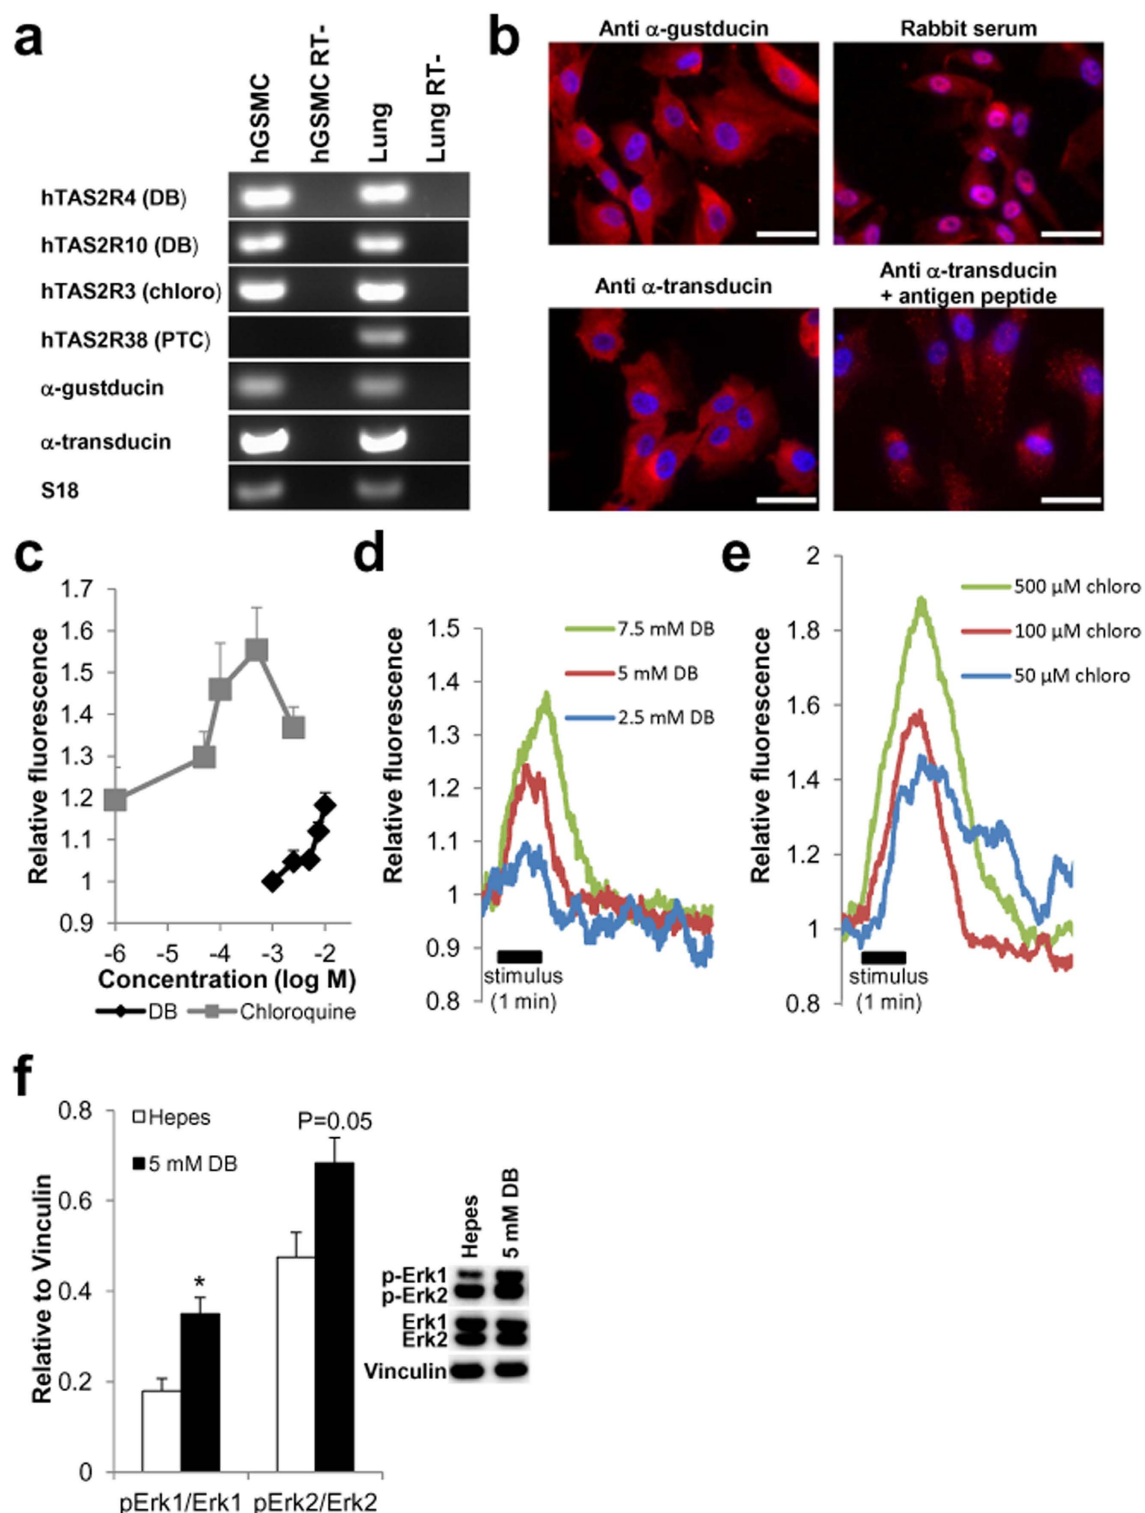 a
hGSMC
hGSMC RT-
Lung
Lung RT-
hTAS2R4 (DB)
hTAS2R10 (DB)
hTAS2R3 (chloro)
hTAS2R38 (PTC)
α-gustducin
α-transducin
S18
b
Anti α-gustducin
Rabbit serum
Anti α-transducin
Anti α-transducin
+ antigen peptide
c
Relative fluorescence
1.7
1.6
1.5
1.4
1.3
1.2
1.1
1
0.9
-6 -5 -4 -3 -2
Concentration (log M)
DB Chloroquine
d
Relative fluorescence
1.5
1.4
1.3
1.2
1.1
1
0.9
0.8
7.5 mM DB
5 mM DB
2.5 mM DB
stimulus
(1 min)
e
Relative fluorescence
2
1.8
1.6
1.4
1.2
1
0.8
500 µM chloro
100 µM chloro
50 µM chloro
stimulus
(1 min)
f
Relative to Vinculin
0.8
0.6
0.4
0.2
0
Hepes
5 mM DB
*
P=0.05
pErk1/Erk1 pErk2/Erk2
Hepes
5 mM DB
p-Erk1
p-Erk2
Erk1
Erk2
Vinculin